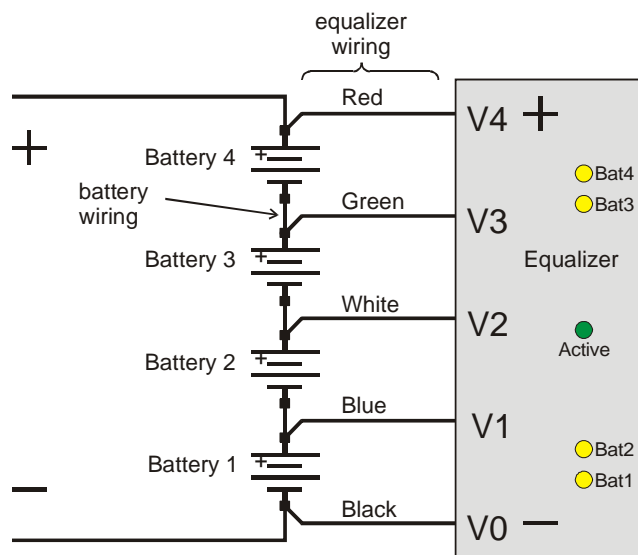 equalizer
wiring
Red
V4 +
+
Battery 4
+
Bat4
battery
wiring
Green
V3
Bat3
Battery 3
+
Equalizer
White
V2
Active
Battery 2
+
Blue
V1
Bat2
Battery 1
+
Bat1
−
Black
V0 −